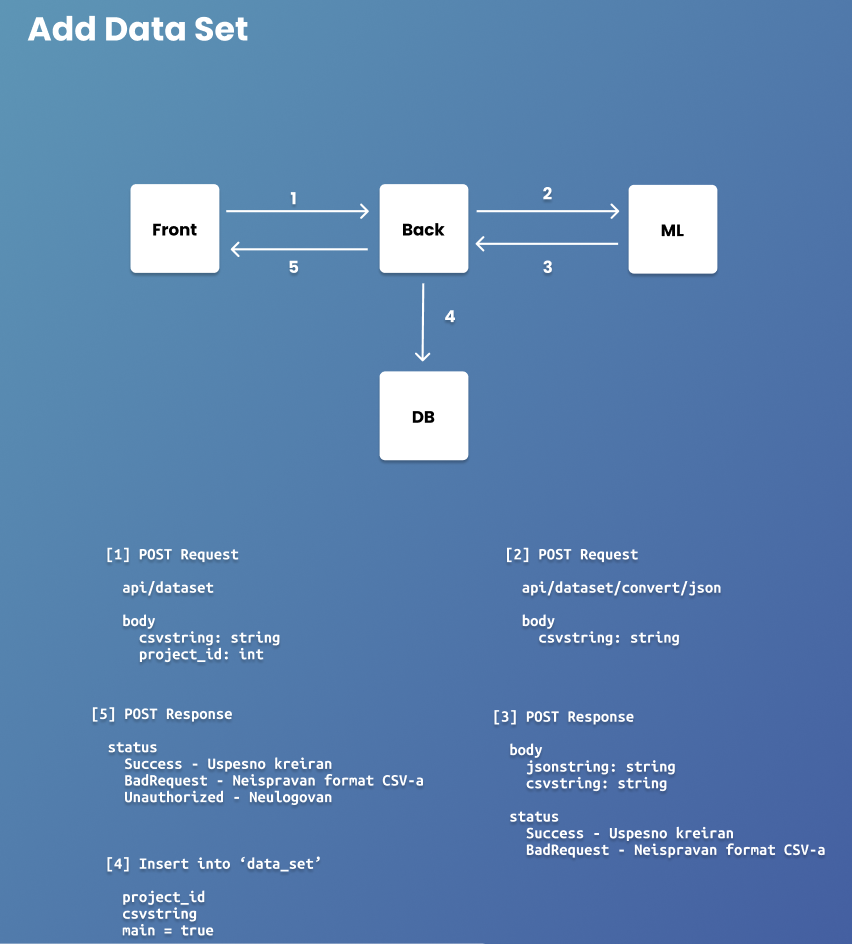 Add Data Set
1
2
Front
Back
ML
5
3
4
DB
[1] POST Request
api/dataset
body
csvstring: string
project_id: int
[2] POST Request
api/dataset/convert/json
body
csvstring: string
[5] POST Response
status
Success - Uspesno kreiran
BadRequest - Neispravan format CSV-a
Unauthorized - Neulogovan
[3] POST Response
body
jsonstring: string
csvstring: string
status
Success - Uspesno kreiran
BadRequest - Neispravan format CSV-a
[4] Insert into ‘data_set’
project_id
csvstring
main = true